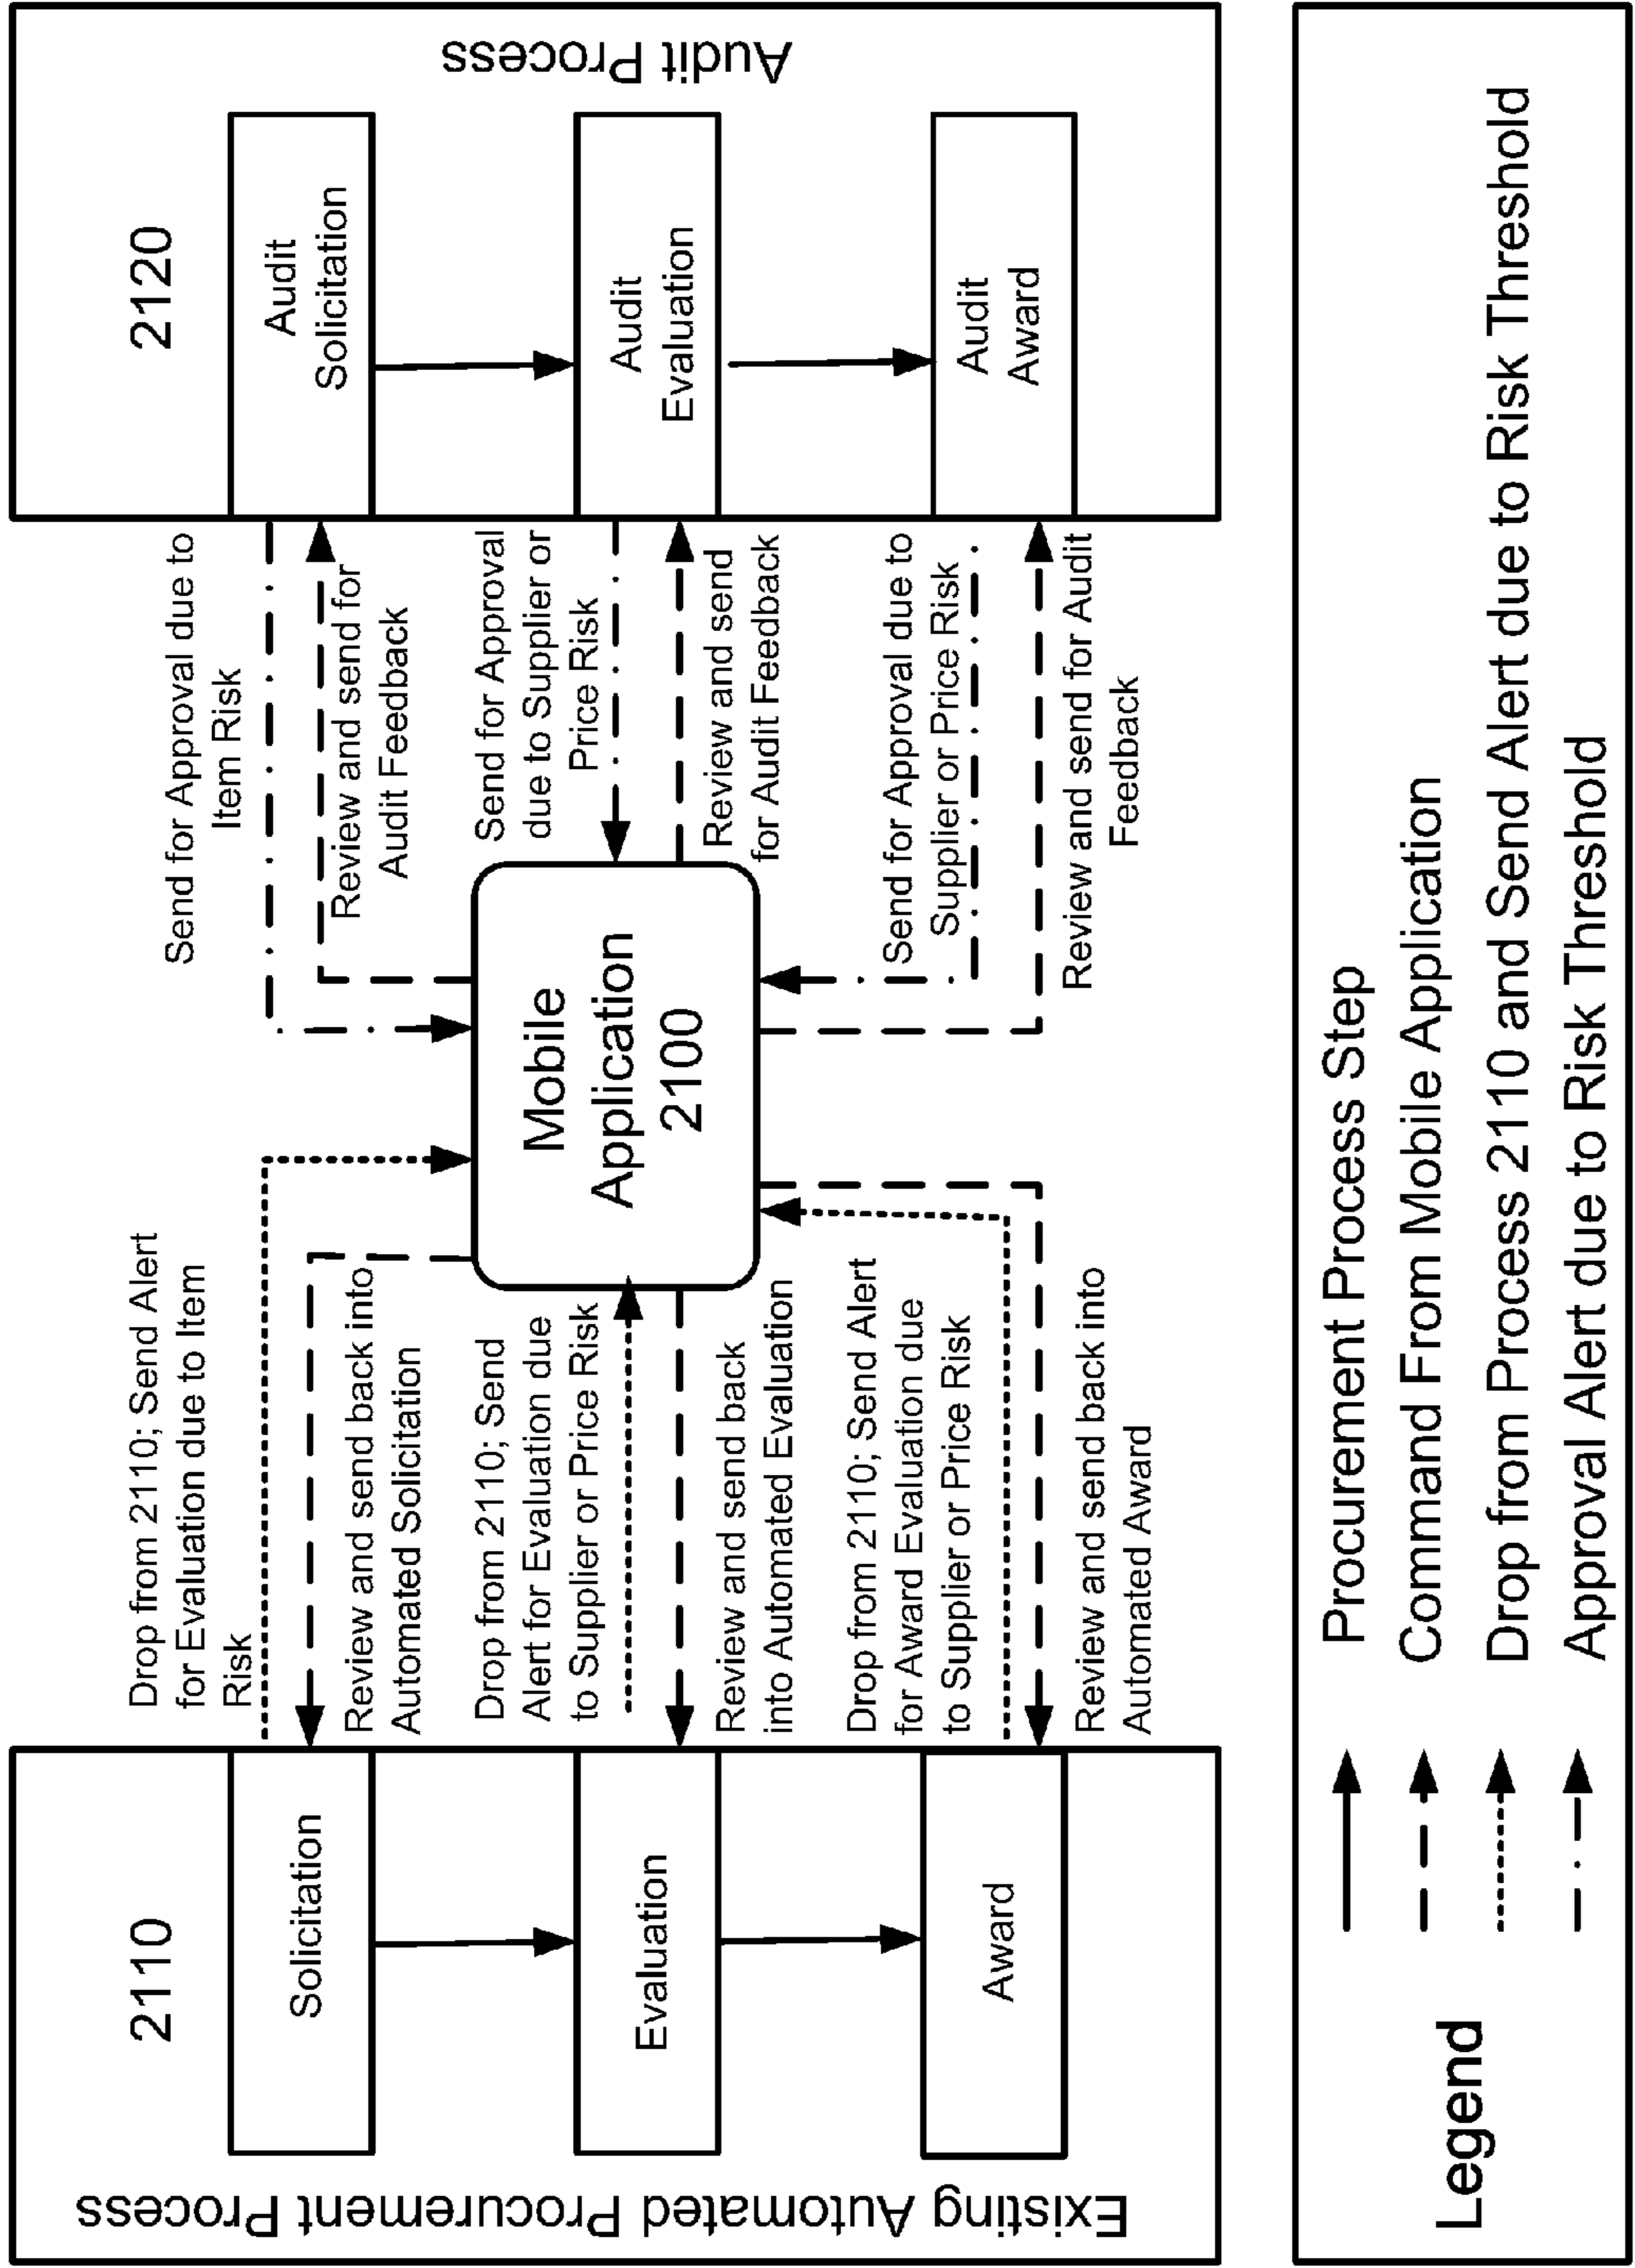 Existing Automated Procurement Process
2110
Solicitation
Evaluation
Award
Drop from 2110; Send Alert
for Evaluation due to Item
Risk
Review and send back into
Automated Solicitation
Drop from 2110; Send
Alert for Evaluation due
to Supplier or Price Risk
Review and send back
into Automated Evaluation
Drop from 2110; Send Alert
for Award Evaluation due
to Supplier or Price Risk
Review and send back into
Automated Award
Mobile
Application
2100
Send for Approval due to
Item Risk
Review and send for
Audit Feedback
Send for Approval
due to Supplier or
Price Risk
Review and send
for Audit Feedback
Send for Approval due to
Supplier or Price Risk
Review and send for Audit
Feedback
2120
Audit
Solicitation
Audit
Evaluation
Audit
Award
Audit Process
Legend
Procurement Process Step
Command From Mobile Application
Drop from Process 2110 and Send Alert due to Risk Threshold
Approval Alert due to Risk Threshold